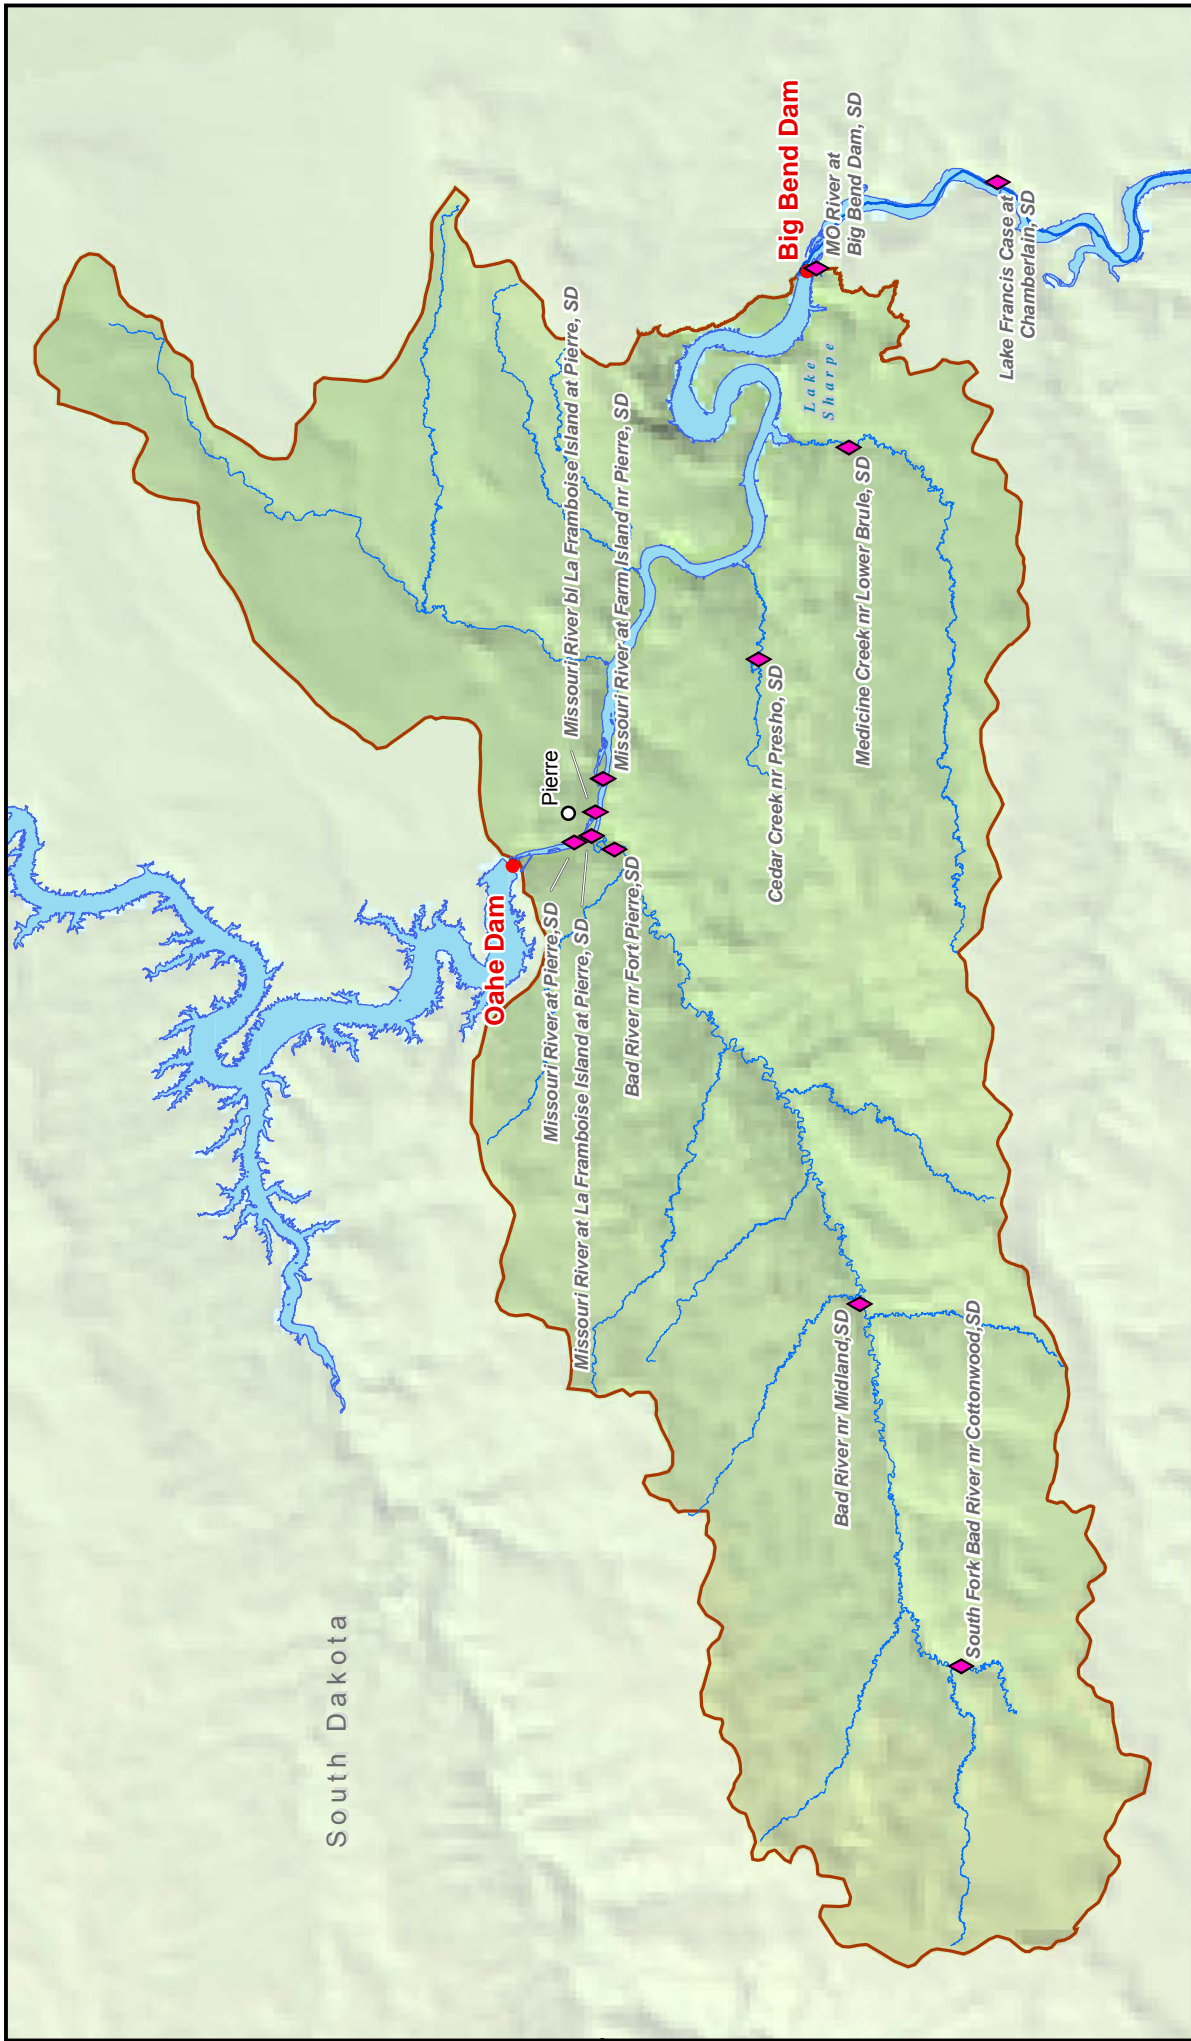 South Dakota
Oahe Dam
Missouri River at Pierre, SD
Pierre
Missouri River bl La Framboise Island at Pierre, SD
Missouri River at La Framboise Island at Pierre, SD
Missouri River at Farm Island nr Pierre, SD
Bad River nr Fort Pierre,SD
Cedar Creek nr Presho, SD
Big Bend Dam
Lake
Sharpe
MO River at
Big Bend Dam, SD
Bad River nr Midland,SD
Medicine Creek nr Lower Brule, SD
South Fork Bad River nr Cottonwood,SD
Lake Francis Case at
Chamberlain, SD